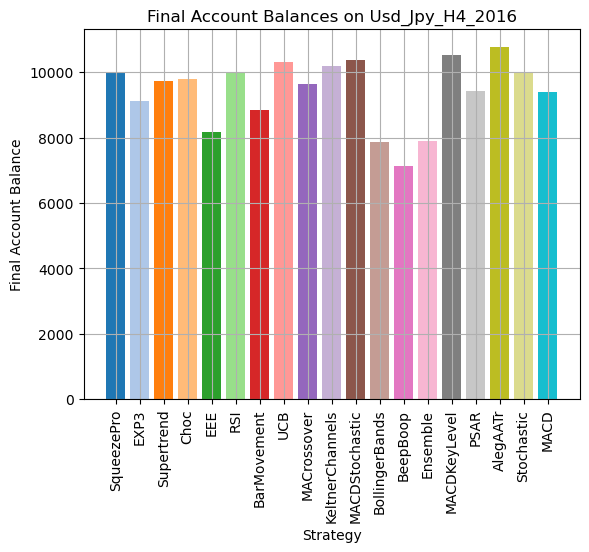 Final Account Balances on Usd_Jpy_H4_2016
Final Account Balance
10000
8000
6000
4000
2000
0
SqueezePro
EXP3
Supertrend
Choc
EEE
RSI
BarMovement
UCB
MACrossover
KeltnerChannels
MACDStochastic
BollingerBands
BeepBoop
Ensemble
MACDKeyLevel
PSAR
AlegAATr
Stochastic
MACD
Strategy